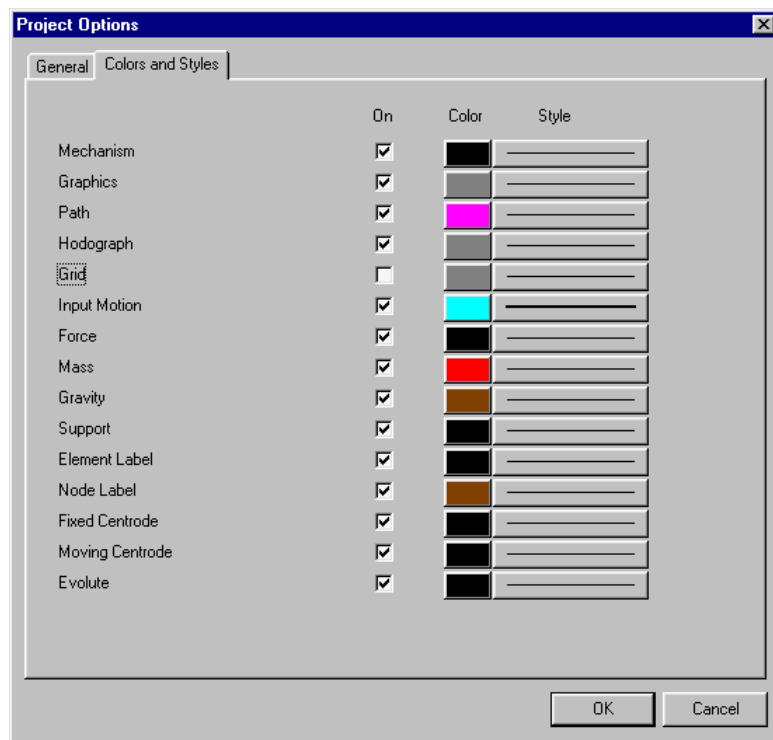 Project Options
General Colors and Styles
On Color Style
Mechanism
Graphics
Path
Hodograph
Grid
Input Motion
Force
Mass
Gravity
Support
Element Label
Node Label
Fixed Centrode
Moving Centrode
Evolute
OK Cancel